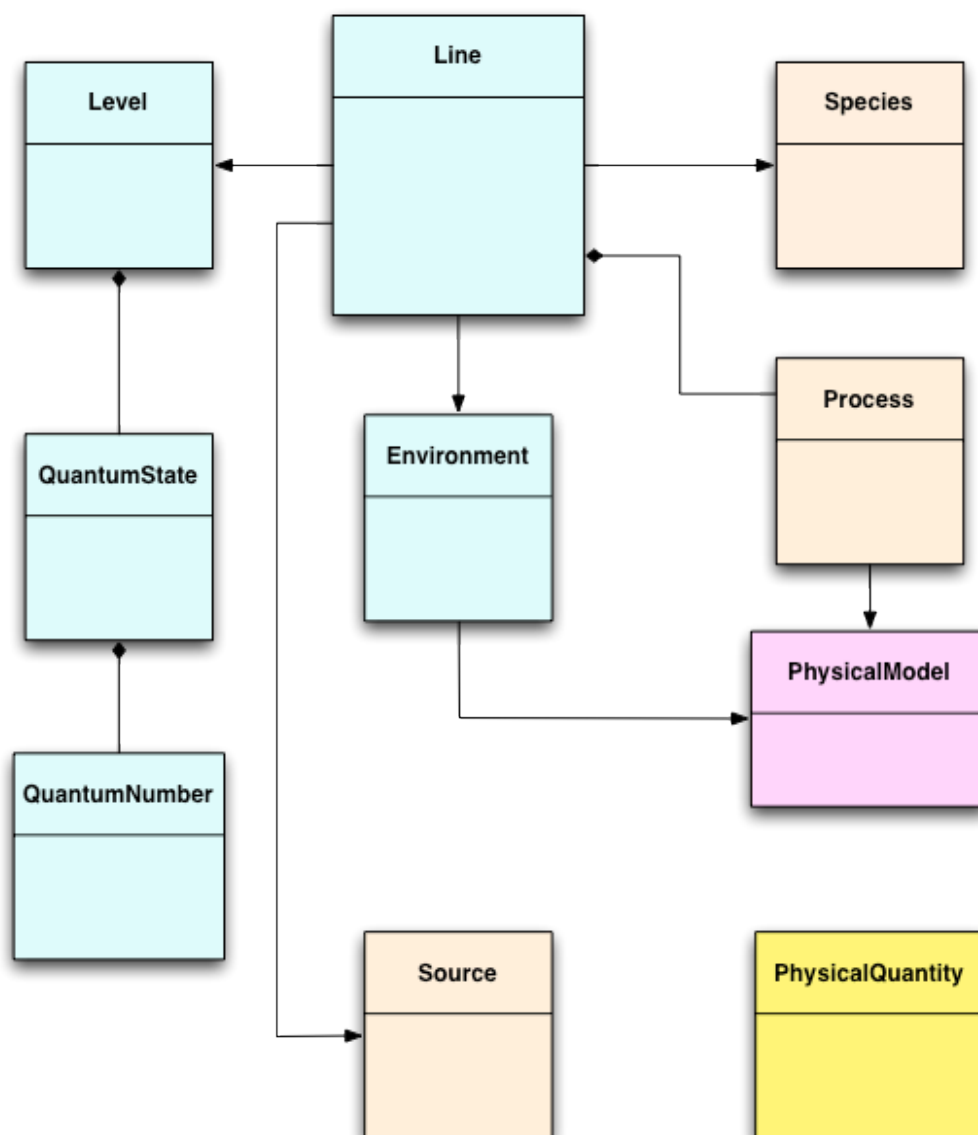 Line
Level
Species
Process
Environment
QuantumState
PhysicalModel
QuantumNumber
Source
PhysicalQuantity